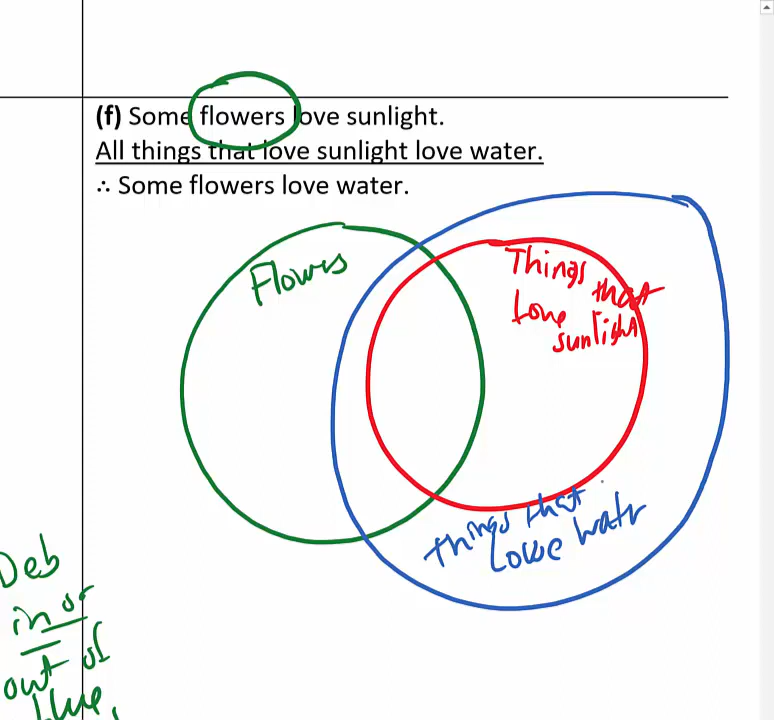 (f) Some flowers love sunlight.
All things that love sunlight love water.
∴ Some flowers love water.
Flowers
Things that
Love
sunlight
Things that
Love water
Deb
in or
out of
blue,